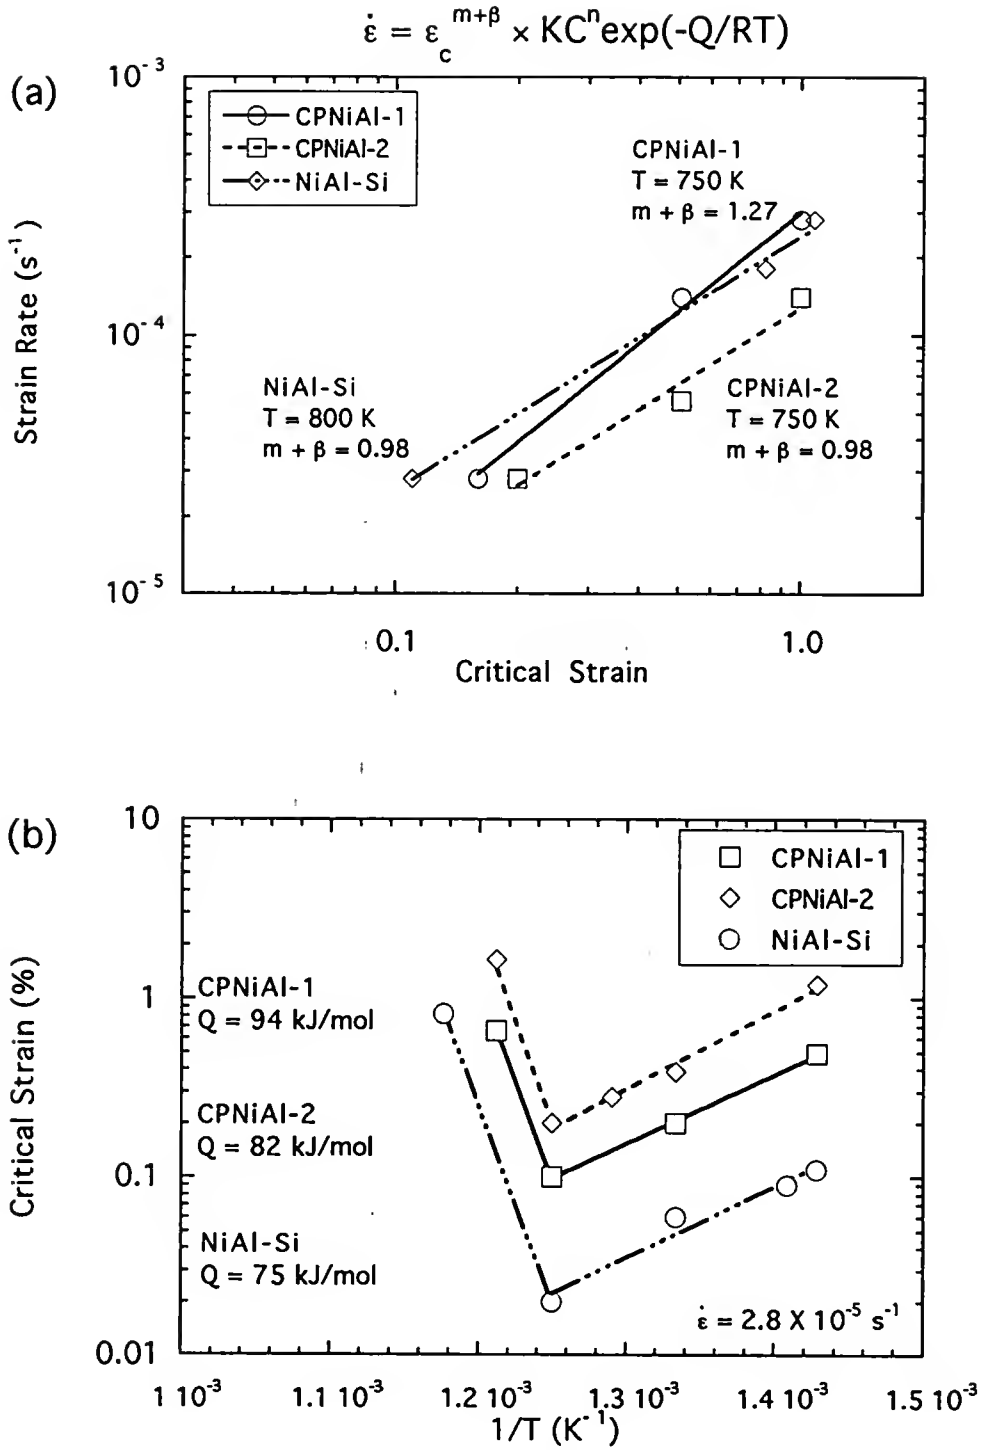 ε̇ = ε_c^{m+β} × KC^n exp(-Q/RT)
(a)
10^-3
CPNiAl-1
CPNiAl-2
NiAl-Si
CPNiAl-1
T = 750 K
m + β = 1.27
Strain Rate (s^-1)
10^-4
NiAl-Si
T = 800 K
m + β = 0.98
CPNiAl-2
T = 750 K
m + β = 0.98
10^-5
0.1 1.0
Critical Strain
(b)
10
CPNiAl-1
CPNiAl-2
NiAl-Si
Critical Strain (%)
1
CPNiAl-1
Q = 94 kJ/mol
CPNiAl-2
Q = 82 kJ/mol
0.1
NiAl-Si
Q = 75 kJ/mol
ε̇ = 2.8 X 10^-5 s^-1
0.01
1 10^-3 1.1 10^-3 1.2 10^-3 1.3 10^-3 1.4 10^-3 1.5 10^-3
1/T (K^-1)